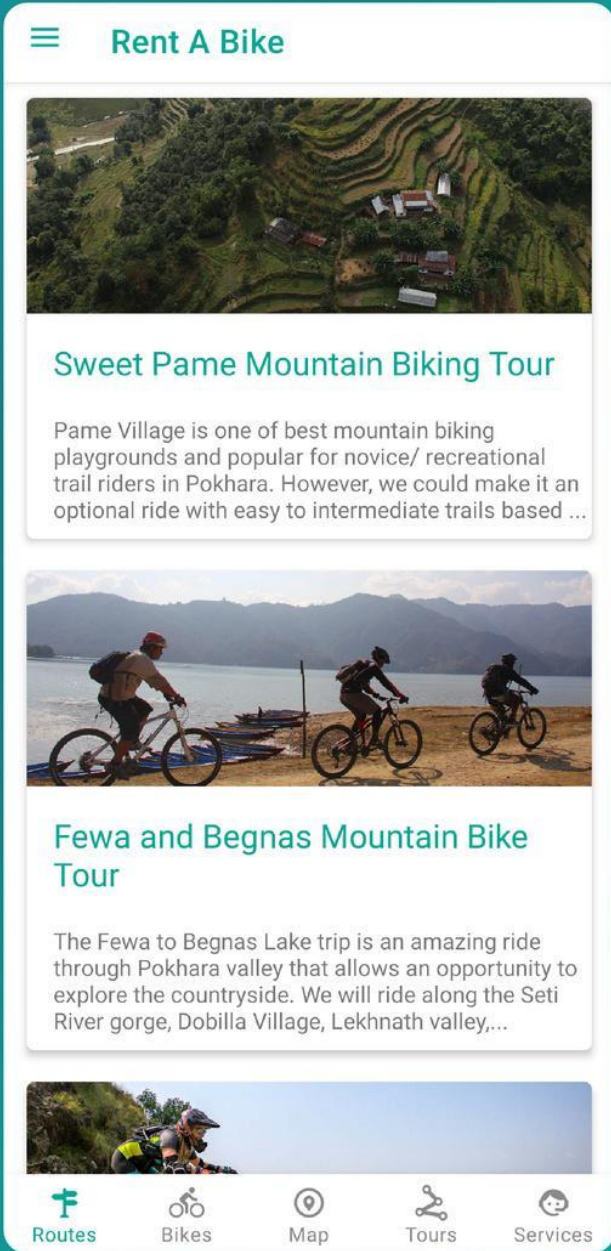 Rent A Bike
Sweet Pame Mountain Biking Tour
Pame Village is one of best mountain biking
playgrounds and popular for novice/ recreational
trail riders in Pokhara. However, we could make it an
optional ride with easy to intermediate trails based ...
Fewa and Begnas Mountain Bike
Tour
The Fewa to Begnas Lake trip is an amazing ride
through Pokhara valley that allows an opportunity to
explore the countryside. We will ride along the Seti
River gorge, Dobilla Village, Lekhnath valley,...
Routes Bikes Map Tours Services